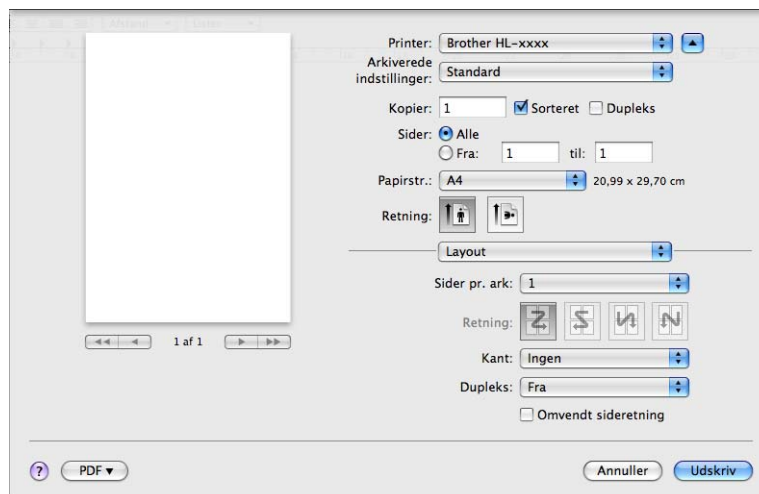 Printer: Brother HL-xxxx
Arkiverede
indstillinger: Standard
Kopier: 1 Sorteret Dupleks
Sider: Alle
Fra: 1 til: 1
Papirstr.: A4 20,99 x 29,70 cm
Retning:
Layout
Sider pr. ark: 1
Retning:
1 af 1
Kant: Ingen
Dupleks: Fra
Omvendt sideretning
? PDF Annuller Udskriv